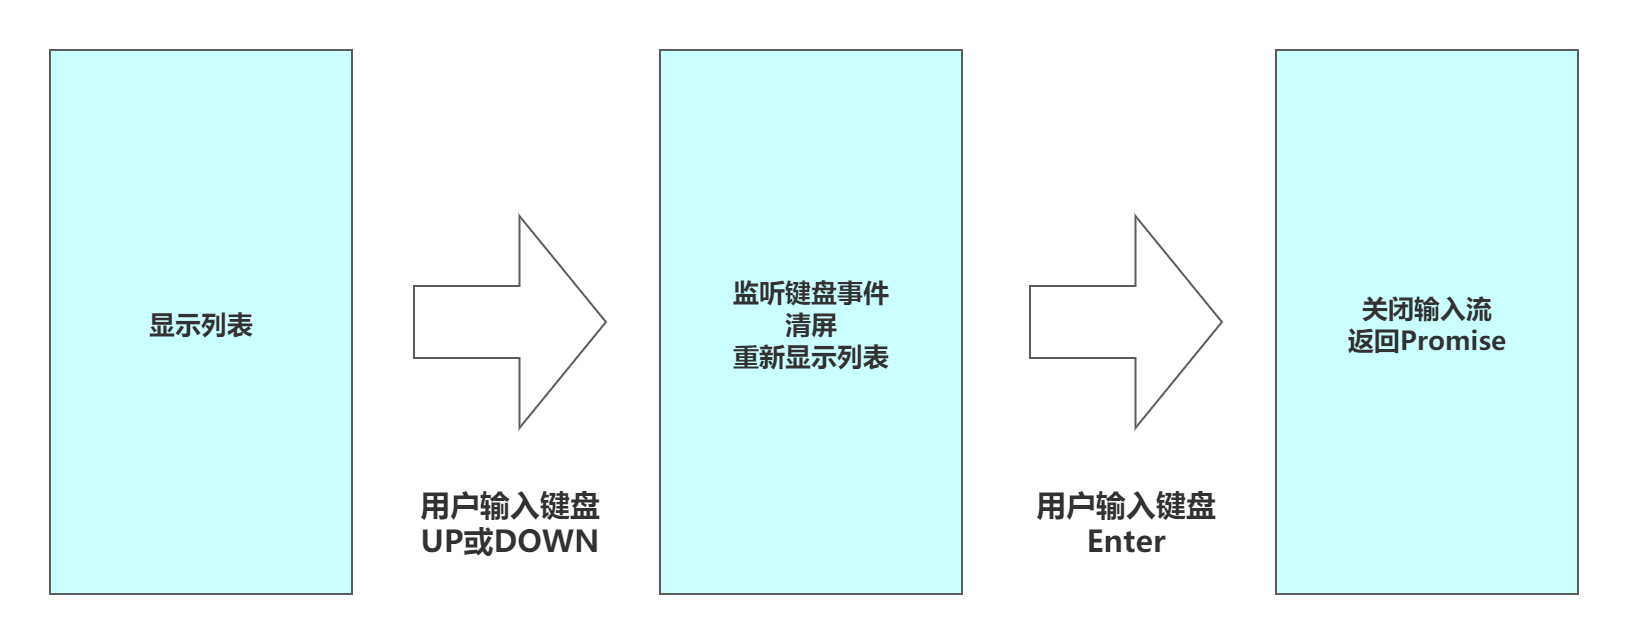 显示列表
用户输入键盘
UP或DOWN
监听键盘事件
清屏
重新显示列表
用户输入键盘
Enter
关闭输入流
返回Promise